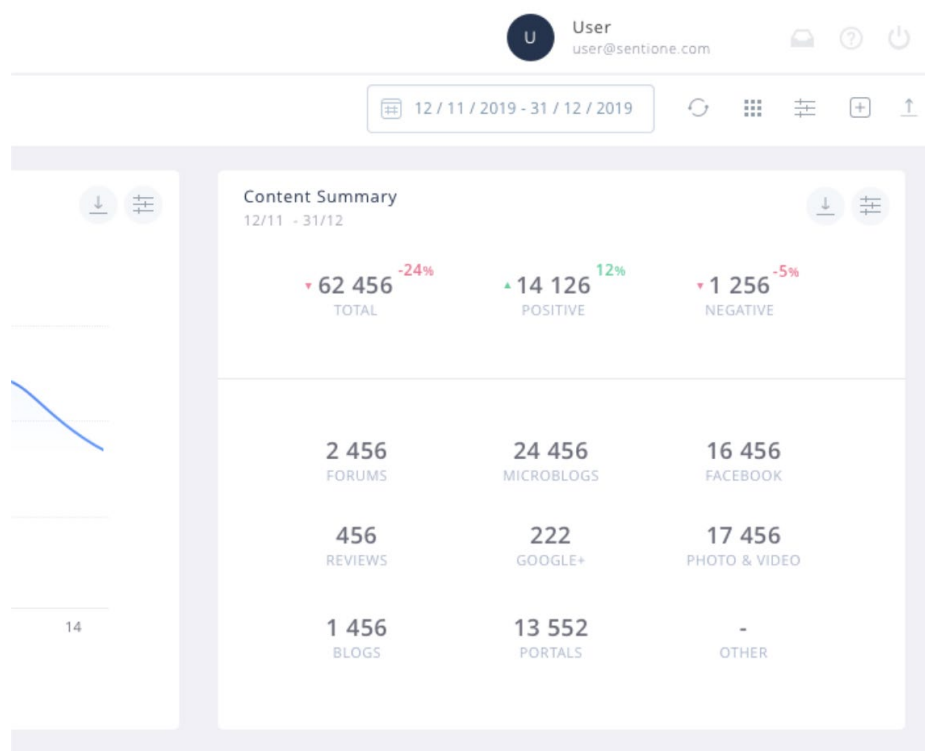 U
User
user@sentione.com
12 / 11 / 2019 - 31 / 12 / 2019
14
Content Summary
12/11 - 31/12
62 456 -24%
TOTAL
14 126 12%
POSITIVE
1 256 -5%
NEGATIVE
2 456
FORUMS
24 456
MICROBLOGS
16 456
FACEBOOK
456
REVIEWS
222
GOOGLE+
17 456
PHOTO & VIDEO
1 456
BLOGS
13 552
PORTALS
-
OTHER